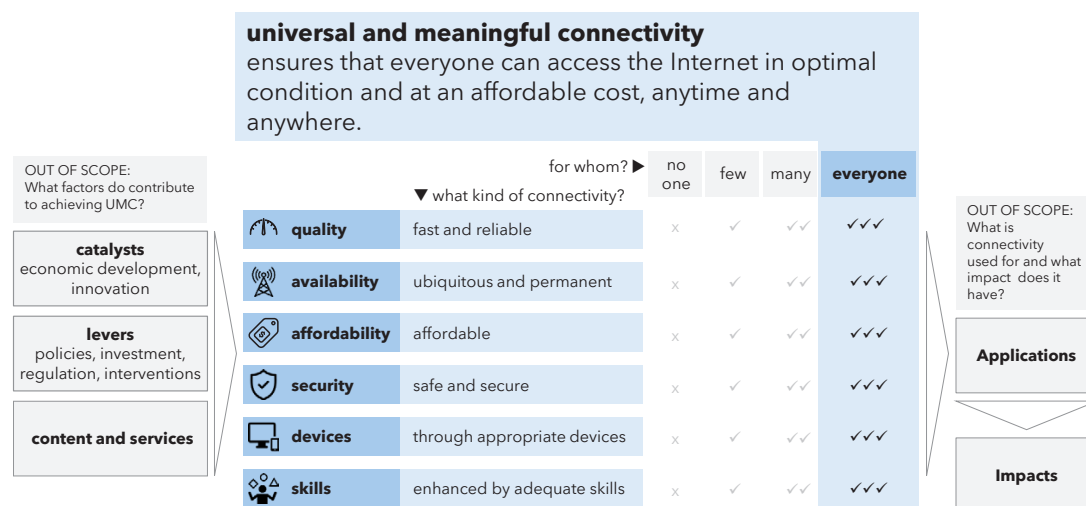 universal and meaningful connectivity
ensures that everyone can access the Internet in optimal
condition and at an affordable cost, anytime and
anywhere.
OUT OF SCOPE:
What factors do contribute
to achieving UMC?
catalysts
economic development,
innovation
levers
policies, investment,
regulation, interventions
content and services
for whom? ▶
no
one
few
many
everyone
▼ what kind of connectivity?
quality
fast and reliable
x ✓ ✓✓ ✓✓✓
availability
ubiquitous and permanent
x ✓ ✓✓ ✓✓✓
affordability
affordable
x ✓ ✓✓ ✓✓✓
security
safe and secure
x ✓ ✓✓ ✓✓✓
devices
through appropriate devices
x ✓ ✓✓ ✓✓✓
skills
enhanced by adequate skills
x ✓ ✓✓ ✓✓✓
OUT OF SCOPE:
What is
connectivity
used for and what
impact does it
have?
Applications
Impacts